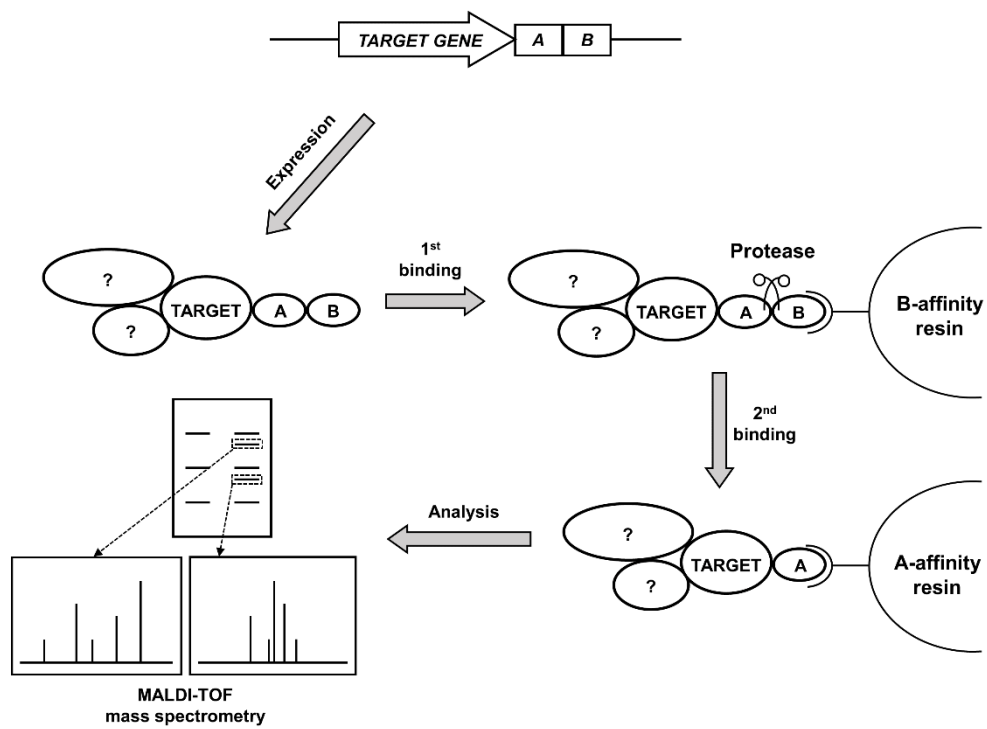 TARGET GENE A B
Expression
? ? TARGET A B
1st
binding
Protease
? ? TARGET A B
B-affinity
resin
2nd
binding
Analysis
? ? TARGET A
A-affinity
resin
MALDI-TOF
mass spectrometry